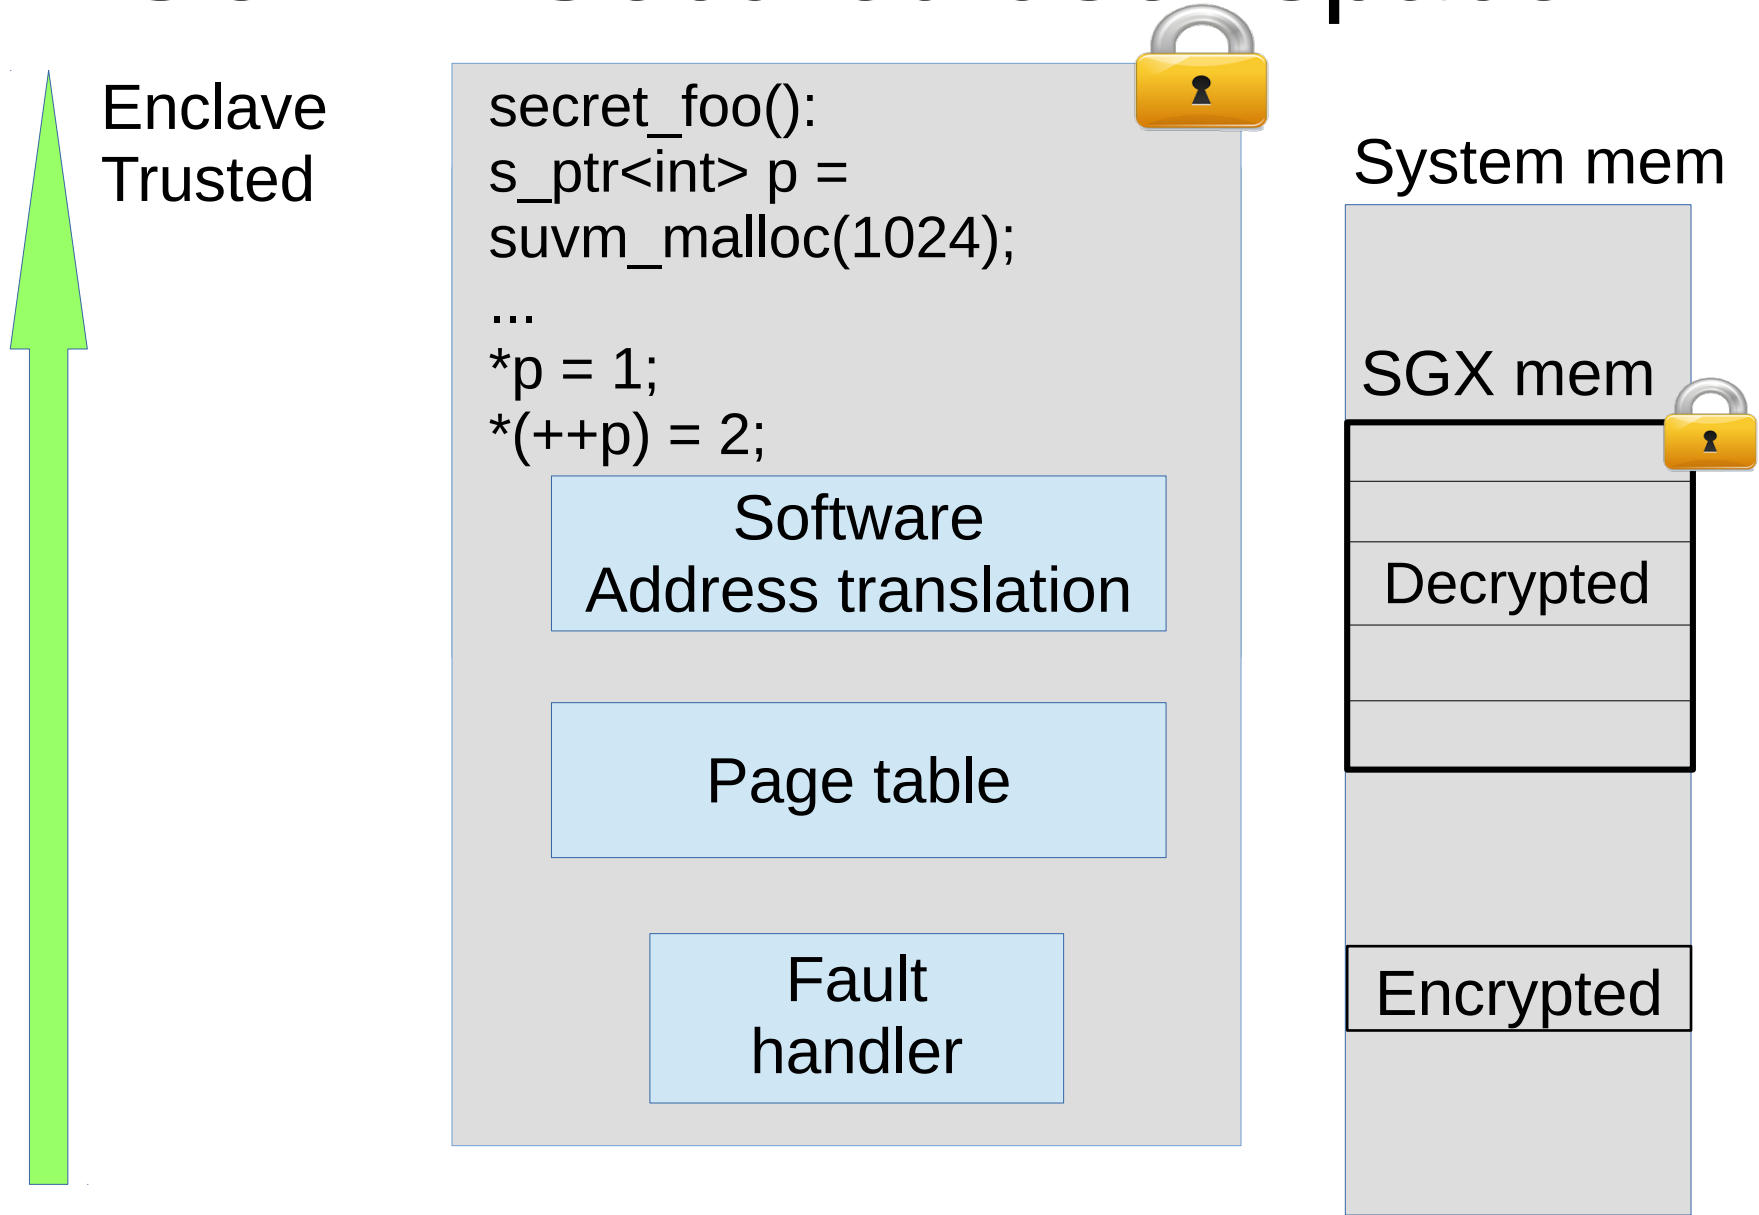 Enclave
Trusted
secret_foo():
s_ptr<int> p =
suvm_malloc(1024);
...
*p = 1;
*(++p) = 2;
Software
Address translation
Page table
Fault
handler
System mem
SGX mem
Decrypted
Encrypted